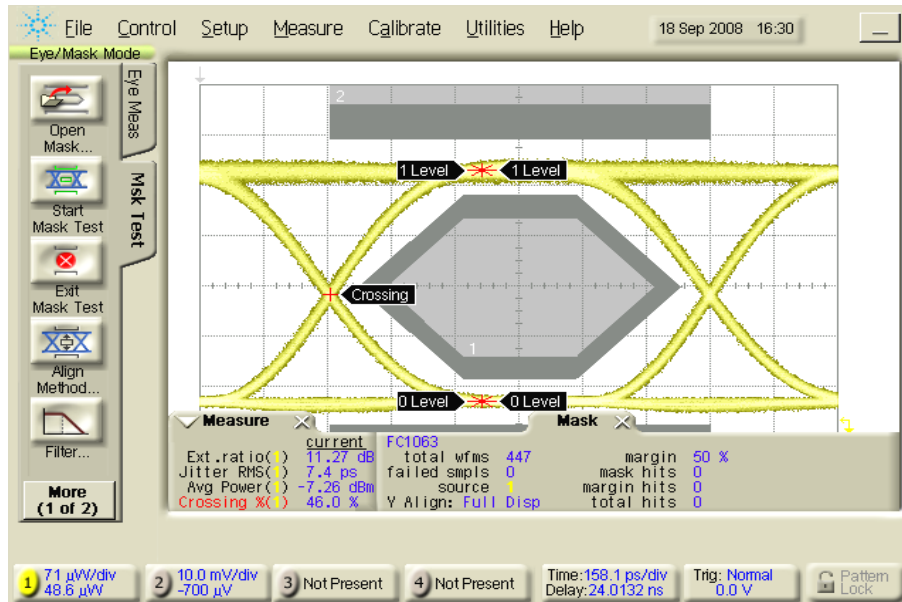 File Control Setup Measure Calibrate Utilities Help 18 Sep 2008 16:30
Eye/Mask Mode
Eye Meas
Msk Test
Open
Mask...
Start
Mask Test
Exit
Mask Test
Align
Method...
Filter...
More
(1 of 2)
2
1 Level 1 Level
Crossing
1
0 Level 0 Level
Measure
current
Ext.ratio(1) 11.27 dB
Jitter RMS(1) 7.4 ps
Avg Power(1) -7.26 dBm
Crossing %(1) 46.0 %
Mask
FC1063
total wfms 447 margin 50 %
failed smpls 0 mask hits 0
source 1 margin hits 0
Y Align: Full Disp total hits 0
1 71 µW/div
48.6 µW
2 10.0 mV/div
-700 µV
3 Not Present
4 Not Present
Time:158.1 ps/div
Delay:24.0132 ns
Trig: Normal
0.0 V
Pattern
Lock